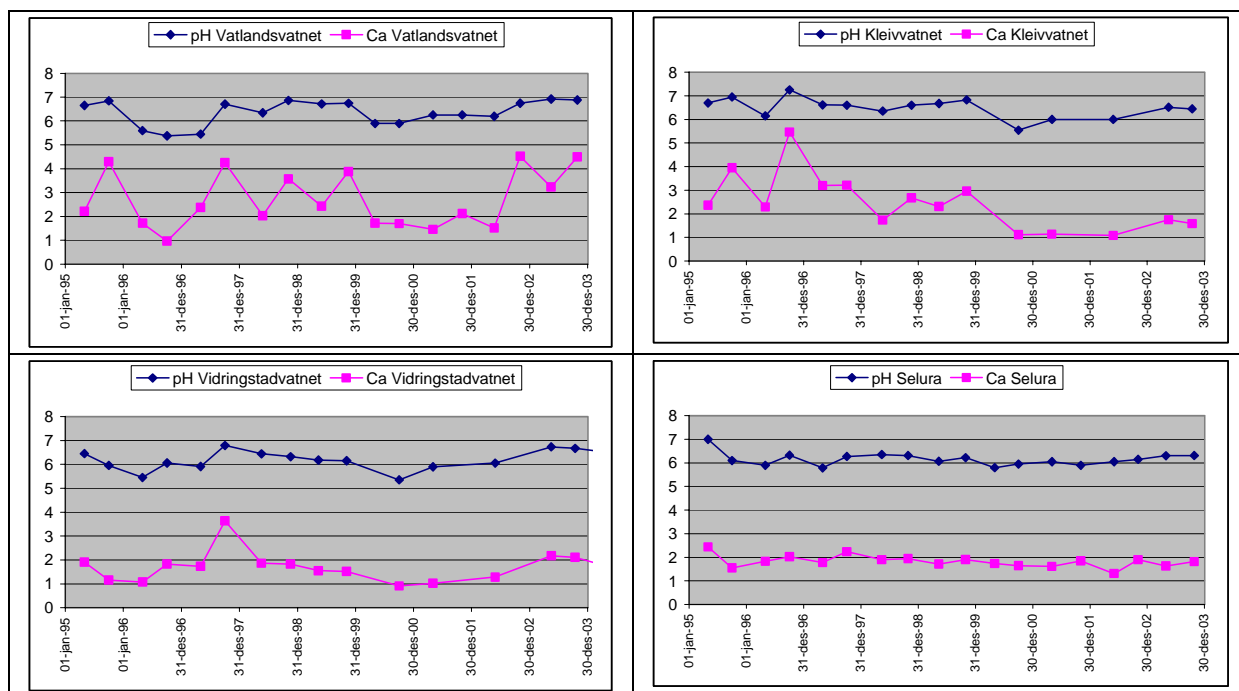 pH Vatlandsvatnet Ca Vatlandsvatnet
8
7
6
5
4
3
2
1
0
01-jan-95
01-jan-96
31-des-96
31-des-97
31-des-98
31-des-99
30-des-00
30-des-01
30-des-02
30-des-03
pH Kleivvatnet Ca Kleivvatnet
8
7
6
5
4
3
2
1
0
01-jan-95
01-jan-96
31-des-96
31-des-97
31-des-98
31-des-99
30-des-00
30-des-01
30-des-02
30-des-03
pH Vidringstadvatnet Ca Vidringstadvatnet
8
7
6
5
4
3
2
1
0
01-jan-95
01-jan-96
31-des-96
31-des-97
31-des-98
31-des-99
30-des-00
30-des-01
30-des-02
30-des-03
pH Selura Ca Selura
8
7
6
5
4
3
2
1
0
01-jan-95
01-jan-96
31-des-96
31-des-97
31-des-98
31-des-99
30-des-00
30-des-01
30-des-02
30-des-03